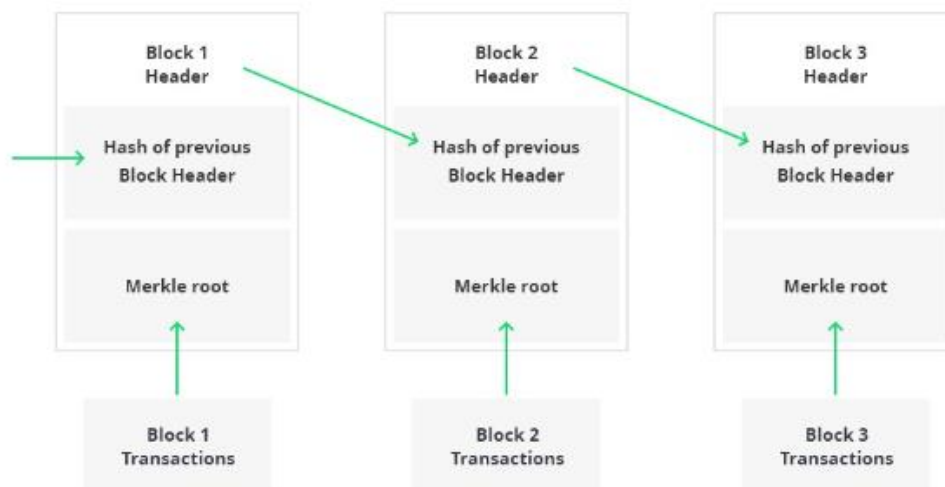 Block 1
Header
Hash of previous
Block Header
Merkle root
Block 1
Transactions
Block 2
Header
Hash of previous
Block Header
Merkle root
Block 2
Transactions
Block 3
Header
Hash of previous
Block Header
Merkle root
Block 3
Transactions